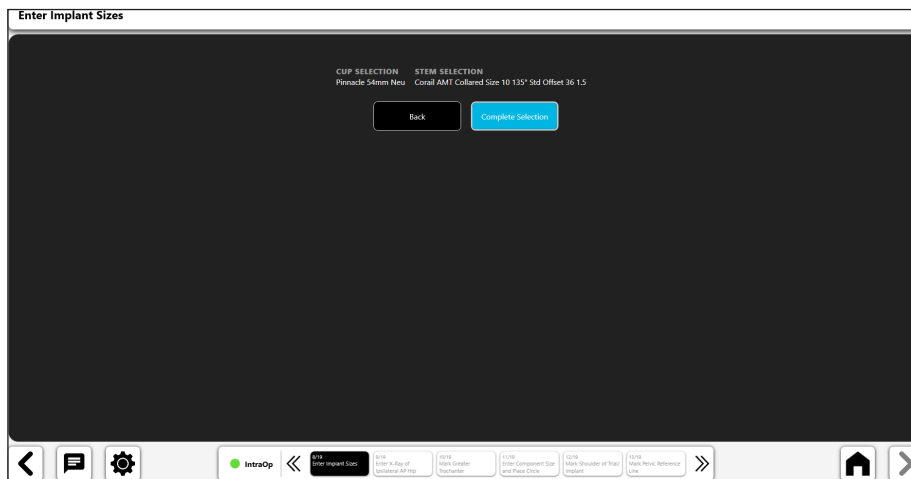 Enter Implant Sizes
CUP SELECTION STEM SELECTION
Pinnacle 54mm Neu Corail AMT Collared Size 10 135° Std Offset 36 1.5
Back Complete Selection
IntraOp
8/19
Enter Implant Sizes
9/19
Enter X-Ray of
Ipsilateral AP Hip
10/19
Mark Greater
Trochanter
11/19
Enter Component Size
and Place Circle
12/19
Mark Shoulder of Trial/
Implant
13/19
Mark Pelvic Reference
Line